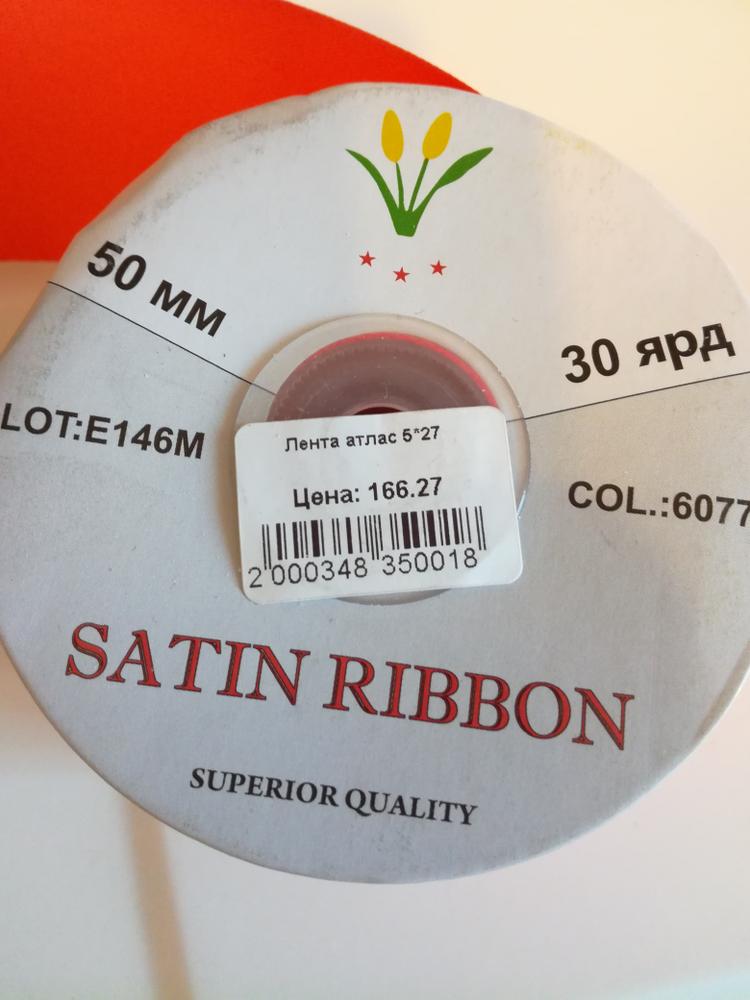 50 мм
30 ярд
LOT:E146M
COL.:6077
Лента атлас 5*27
Цена: 166.27
2 000348 350018
SATIN RIBBON
SUPERIOR QUALITY